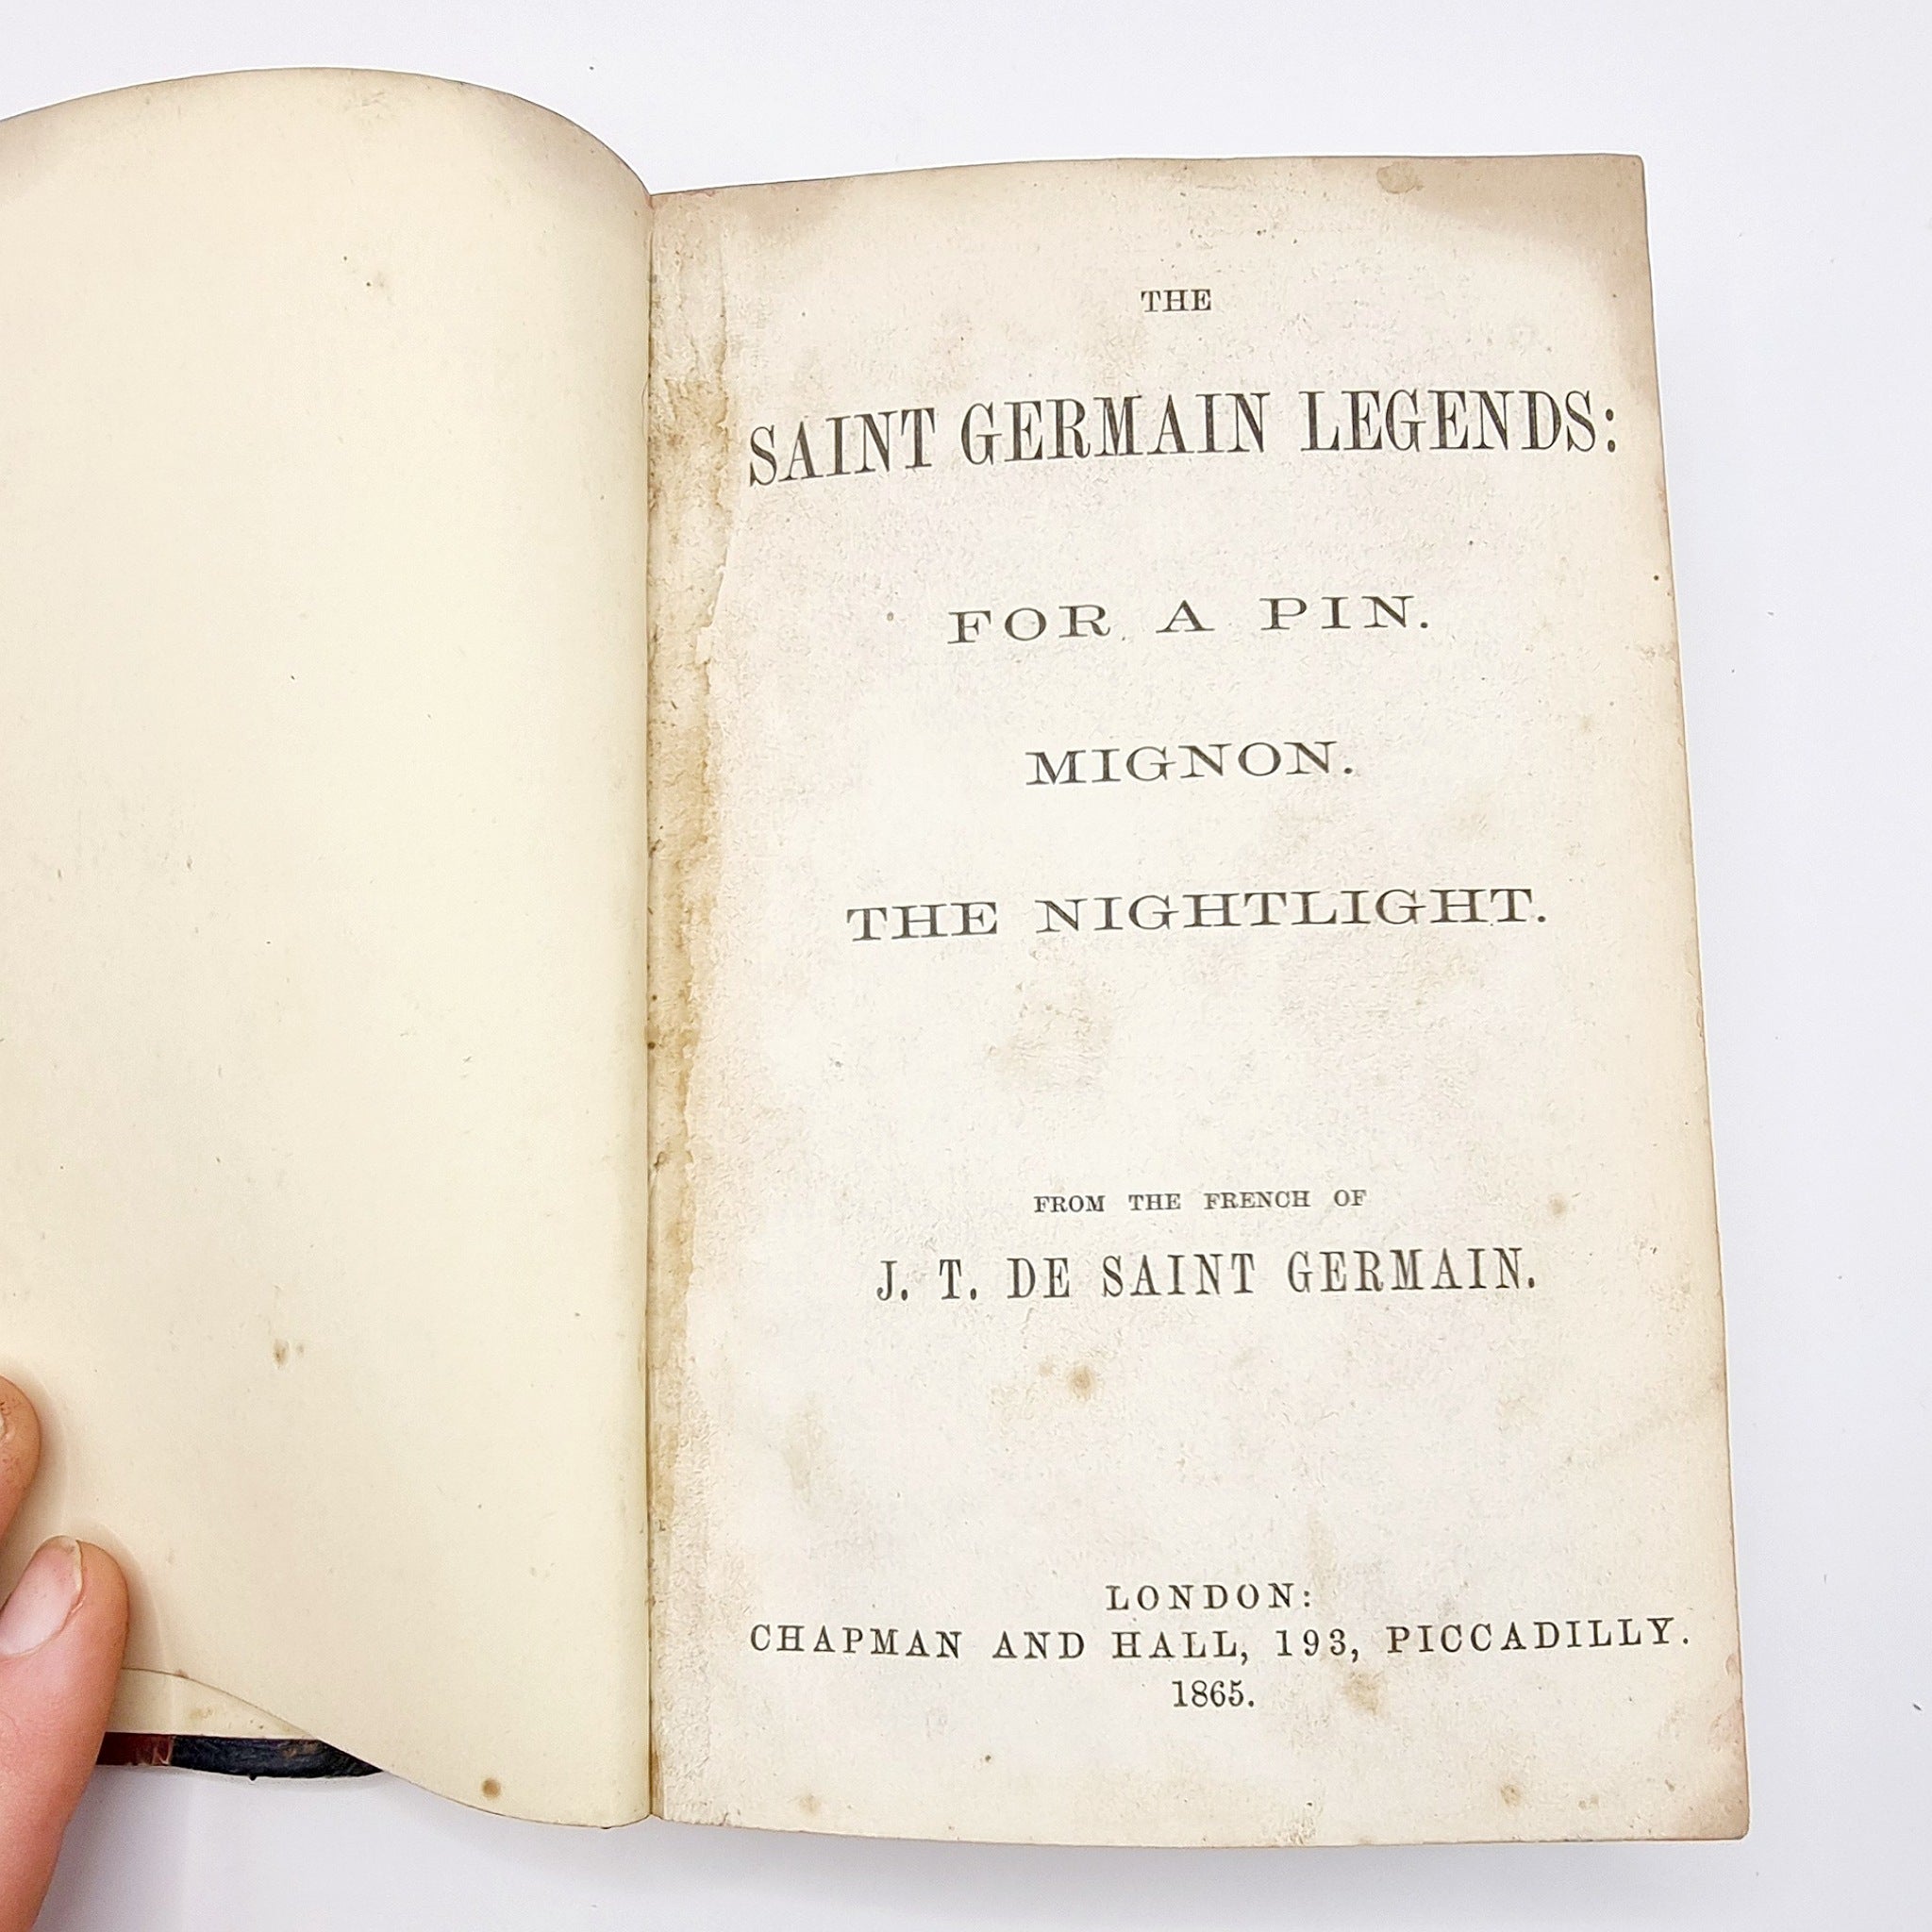 THE
SAINT GERMAIN LEGENDS:
FOR A PIN.
MIGNON.
THE NIGHTLIGHT.
FROM THE FRENCH OF
J. T. DE SAINT GERMAIN.
LONDON:
CHAPMAN AND HALL, 193, PICCADILLY.
1865.